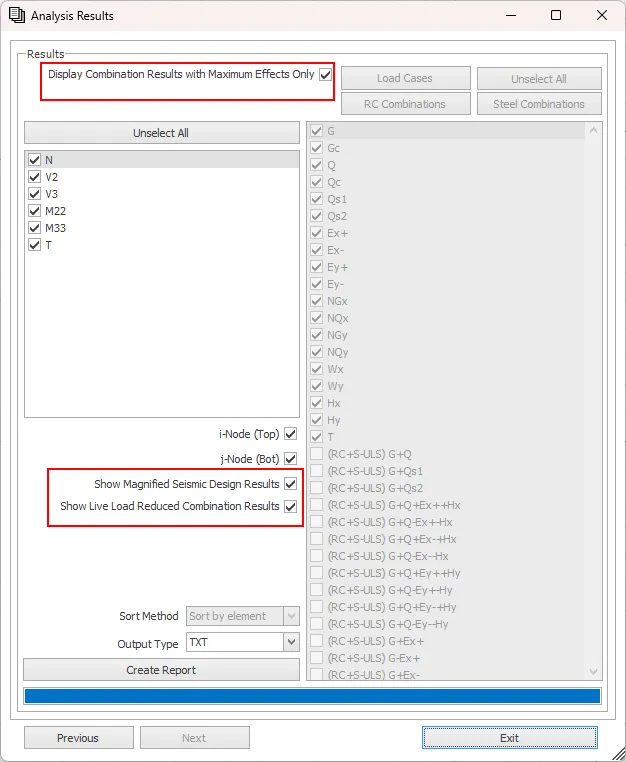 Analysis Results
Results
Display Combination Results with Maximum Effects Only
Load Cases
Unselect All
RC Combinations
Steel Combinations
Unselect All
N
V2
V3
M22
M33
T
i-Node (Top)
j-Node (Bot)
Show Magnified Seismic Design Results
Show Live Load Reduced Combination Results
Sort Method
Sort by element
Output Type
TXT
Create Report
G
Gc
Q
Qc
Qs1
Qs2
Ex+
Ex-
Ey+
Ey-
NGx
NQx
NGy
NQy
Wx
Wy
Hx
Hy
T
(RC+S-ULS) G+Q
(RC+S-ULS) G+Qs1
(RC+S-ULS) G+Qs2
(RC+S-ULS) G+Q+Ex++Hx
(RC+S-ULS) G+Q-Ex+-Hx
(RC+S-ULS) G+Q+Ex-+Hx
(RC+S-ULS) G+Q-Ex--Hx
(RC+S-ULS) G+Q+Ey++Hy
(RC+S-ULS) G+Q-Ey++Hy
(RC+S-ULS) G+Q+Ey-+Hy
(RC+S-ULS) G+Q-Ey--Hy
(RC+S-ULS) G+Ex+
(RC+S-ULS) G-Ex+
(RC+S-ULS) G+Ex-
Previous
Next
Exit